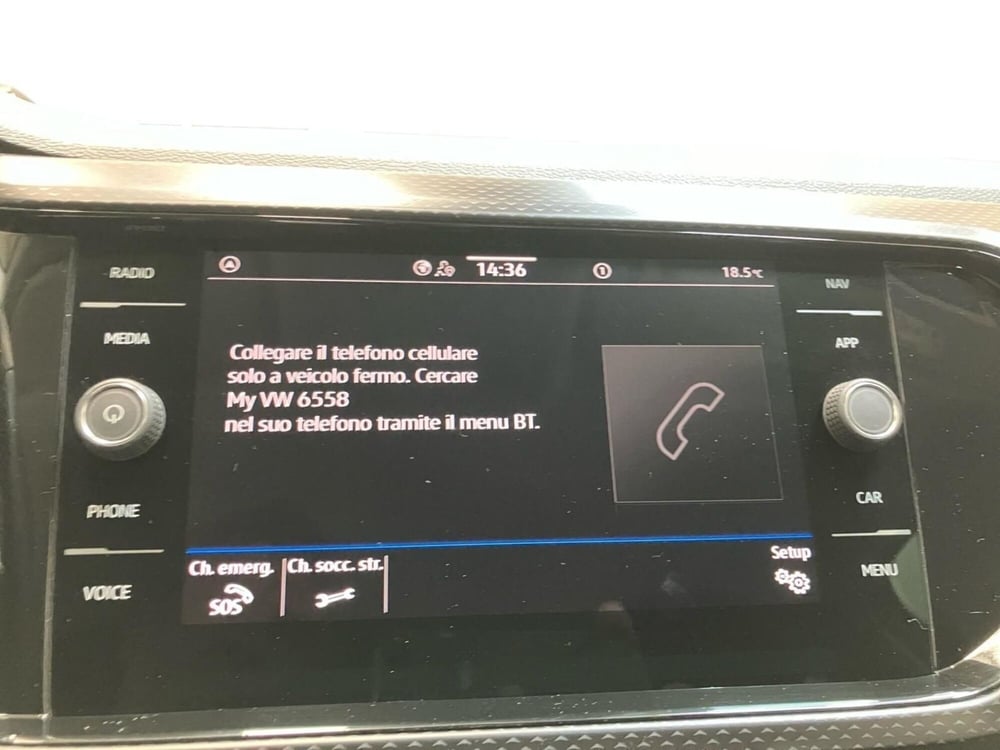 RADIO
MEDIA
PHONE
VOICE
14:36
1
18.5°C
Collegare il telefono cellulare
solo a veicolo fermo. Cercare
My VW 6558
nel suo telefono tramite il menu BT.
Ch. emerg.
SOS
Ch. socc. str.
Setup
NAV
APP
CAR
MENU